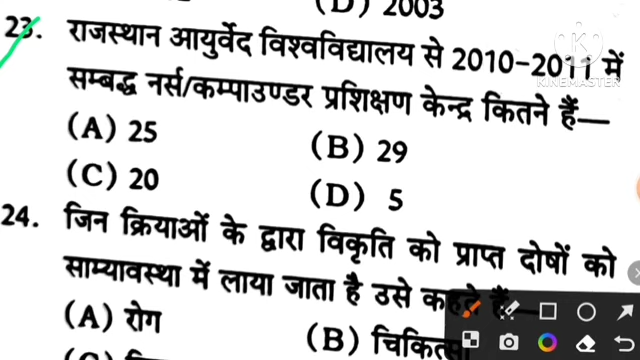 (D) 2003
23. राजस्थान आयुर्वेद विश्वविद्यालय से 2010-2011 में
सम्बद्ध नर्स/कम्पाउण्डर प्रशिक्षण केन्द्र कितने हैं—
(A) 25
(B) 29
(C) 20
(D) 5
24. जिन क्रियाओं के द्वारा विकृति को प्राप्त दोषों को
साम्यावस्था में लाया जाता है उसे कहते हैं—
(A) रोग
(B) चिकित्सा
KINEMASTER